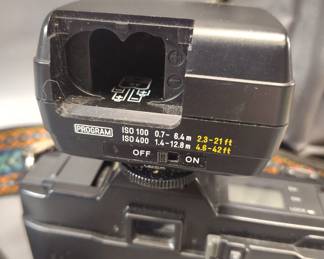 PROGRAM ISO 100 0.7- 6.4 m 2.3-21 ft
ISO 400 1.4-12.8 m 4.6-42 ft
OFF ON
LOCK